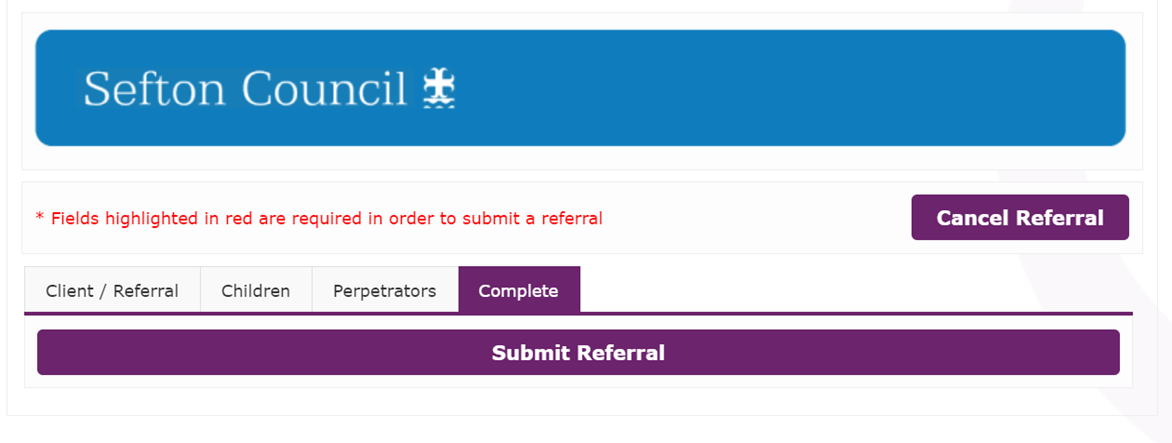 Sefton Council
* Fields highlighted in red are required in order to submit a referral
Cancel Referral
Client / Referral
Children
Perpetrators
Complete
Submit Referral